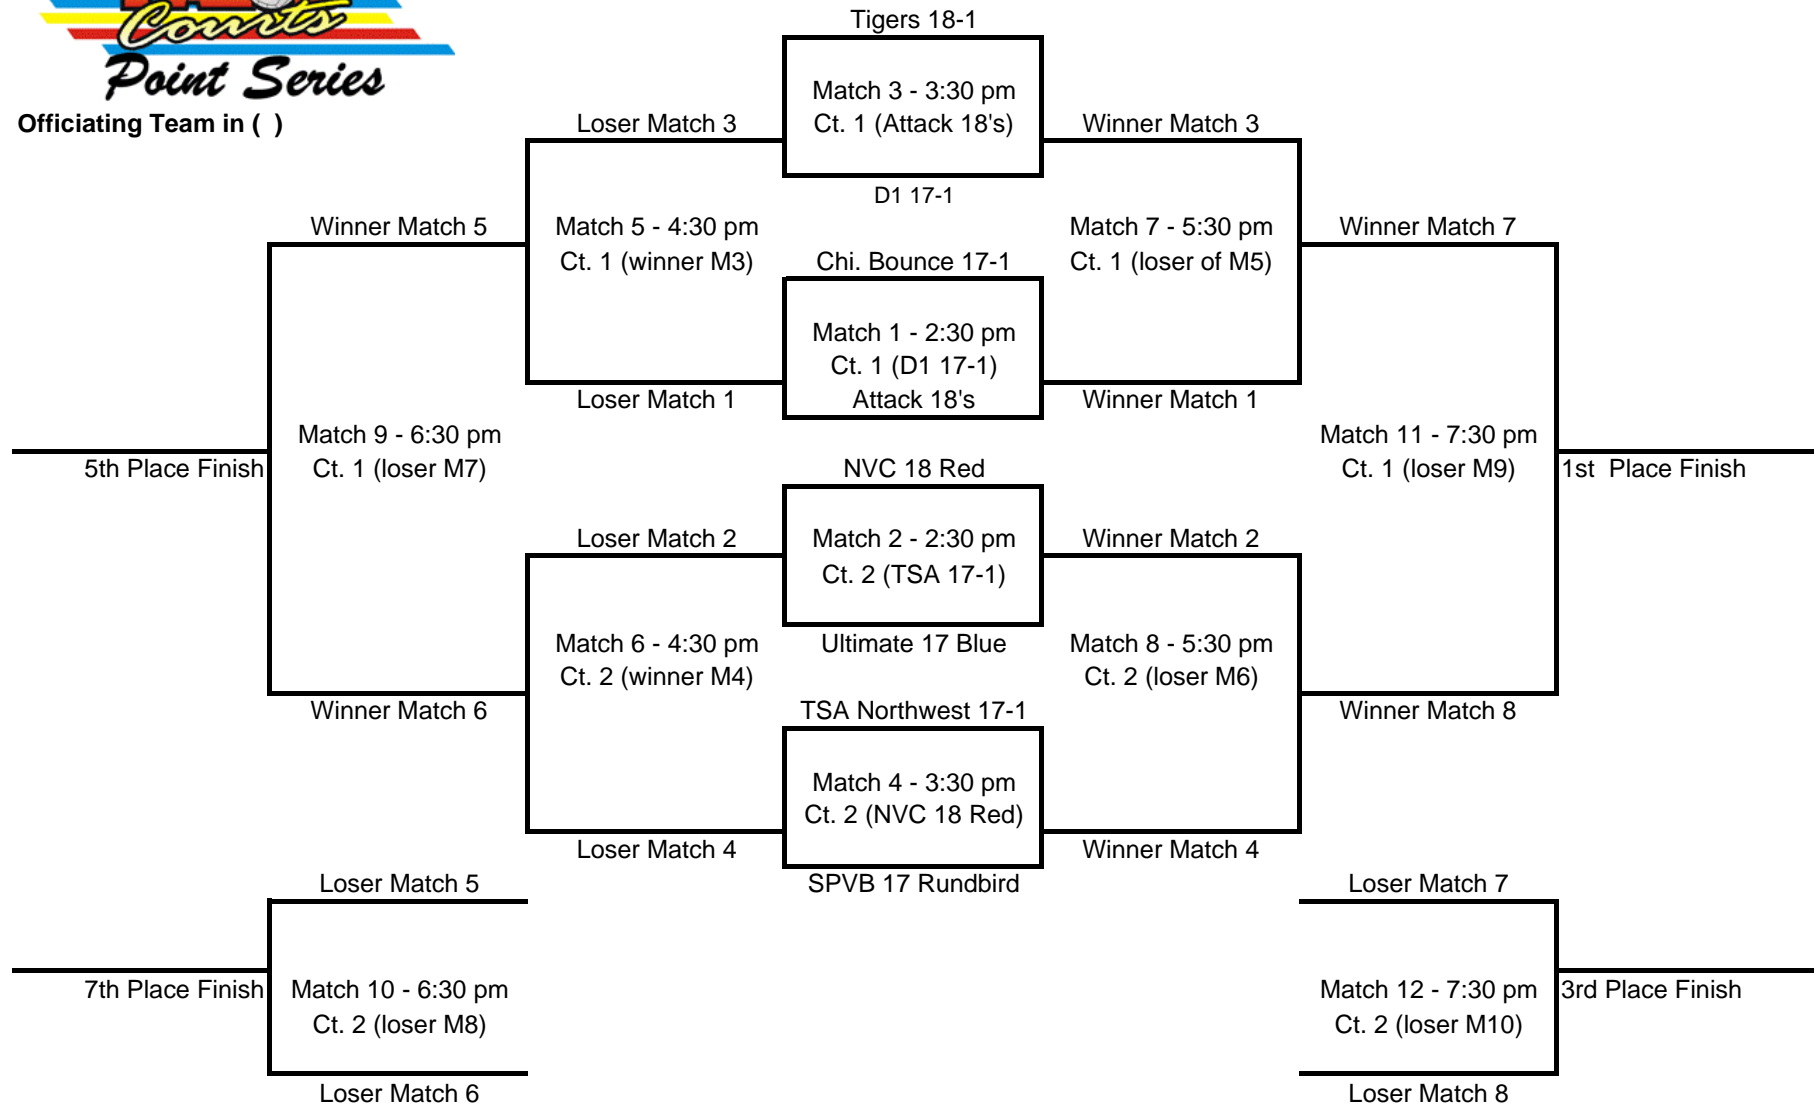 Courts
Point Series
Officiating Team in ( )
Tigers 18-1
Match 3 - 3:30 pm
Ct. 1 (Attack 18's)
D1 17-1
Loser Match 3
Winner Match 3
Winner Match 5
Match 5 - 4:30 pm
Ct. 1 (winner M3)
Chi. Bounce 17-1
Match 7 - 5:30 pm
Ct. 1 (loser of M5)
Winner Match 7
Match 1 - 2:30 pm
Ct. 1 (D1 17-1)
Attack 18's
Loser Match 1
Winner Match 1
Match 9 - 6:30 pm
Ct. 1 (loser M7)
5th Place Finish
Match 11 - 7:30 pm
Ct. 1 (loser M9)
1st  Place Finish
NVC 18 Red
Loser Match 2
Match 2 - 2:30 pm
Ct. 2 (TSA 17-1)
Winner Match 2
Ultimate 17 Blue
Match 6 - 4:30 pm
Ct. 2 (winner M4)
Match 8 - 5:30 pm
Ct. 2 (loser M6)
Winner Match 6
TSA Northwest 17-1
Winner Match 8
Match 4 - 3:30 pm
Ct. 2 (NVC 18 Red)
Loser Match 4
Winner Match 4
SPVB 17 Rundbird
Loser Match 5
Loser Match 7
7th Place Finish
Match 10 - 6:30 pm
Ct. 2 (loser M8)
Match 12 - 7:30 pm
Ct. 2 (loser M10)
3rd Place Finish
Loser Match 6
Loser Match 8